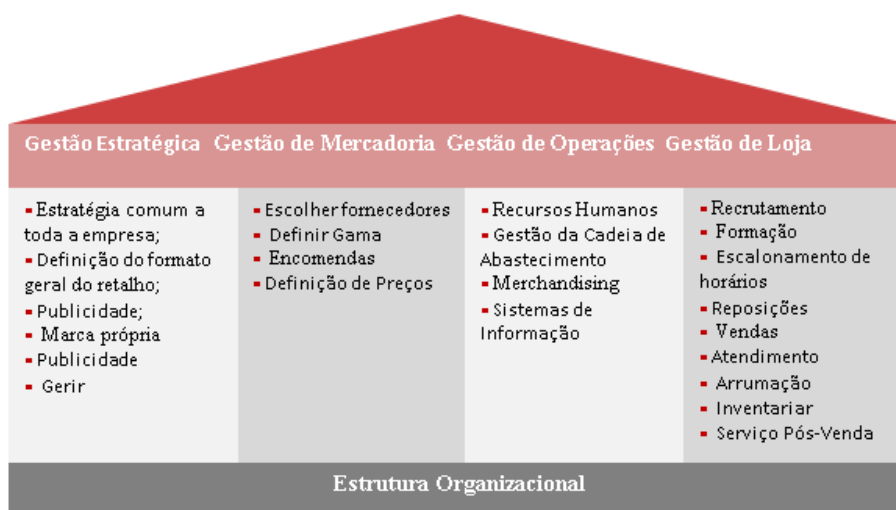 Gestão Estratégica Gestão de Mercadoria Gestão de Operações Gestão de Loja
▪Estratégia comum a
toda a empresa;
▪ Definição do formato
geral do retalho;
▪Publicidade;
▪ Marca própria
▪Publicidade
▪ Gerir
▪Escolher fornecedores
▪ Definir Gama
▪ Encomendas
▪Definição de Preços
▪Recursos Humanos
▪ Gestão da Cadeia de
Abastecimento
▪Merchandising
▪ Sistemas de
Informação
▪Recrutamento
▪ Formação
▪ Escalonamento de
horários
▪Reposições
▪ Vendas
▪Atendimento
▪ Arrumação
▪ Inventariar
▪ Serviço Pós-Venda
Estrutura Organizacional